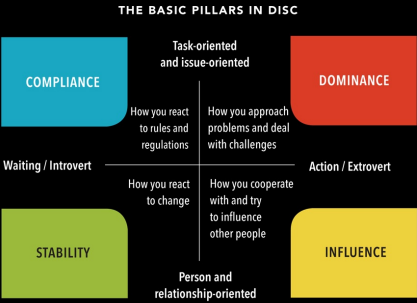 THE BASIC PILLARS IN DISC
Task-oriented
and issue-oriented
COMPLIANCE
DOMINANCE
How you react
to rules and
regulations
How you approach
problems and deal
with challenges
Waiting / Introvert
Action / Extrovert
How you react
to change
How you cooperate
with and try
to influence
other people
STABILITY
INFLUENCE
Person and
relationship-oriented